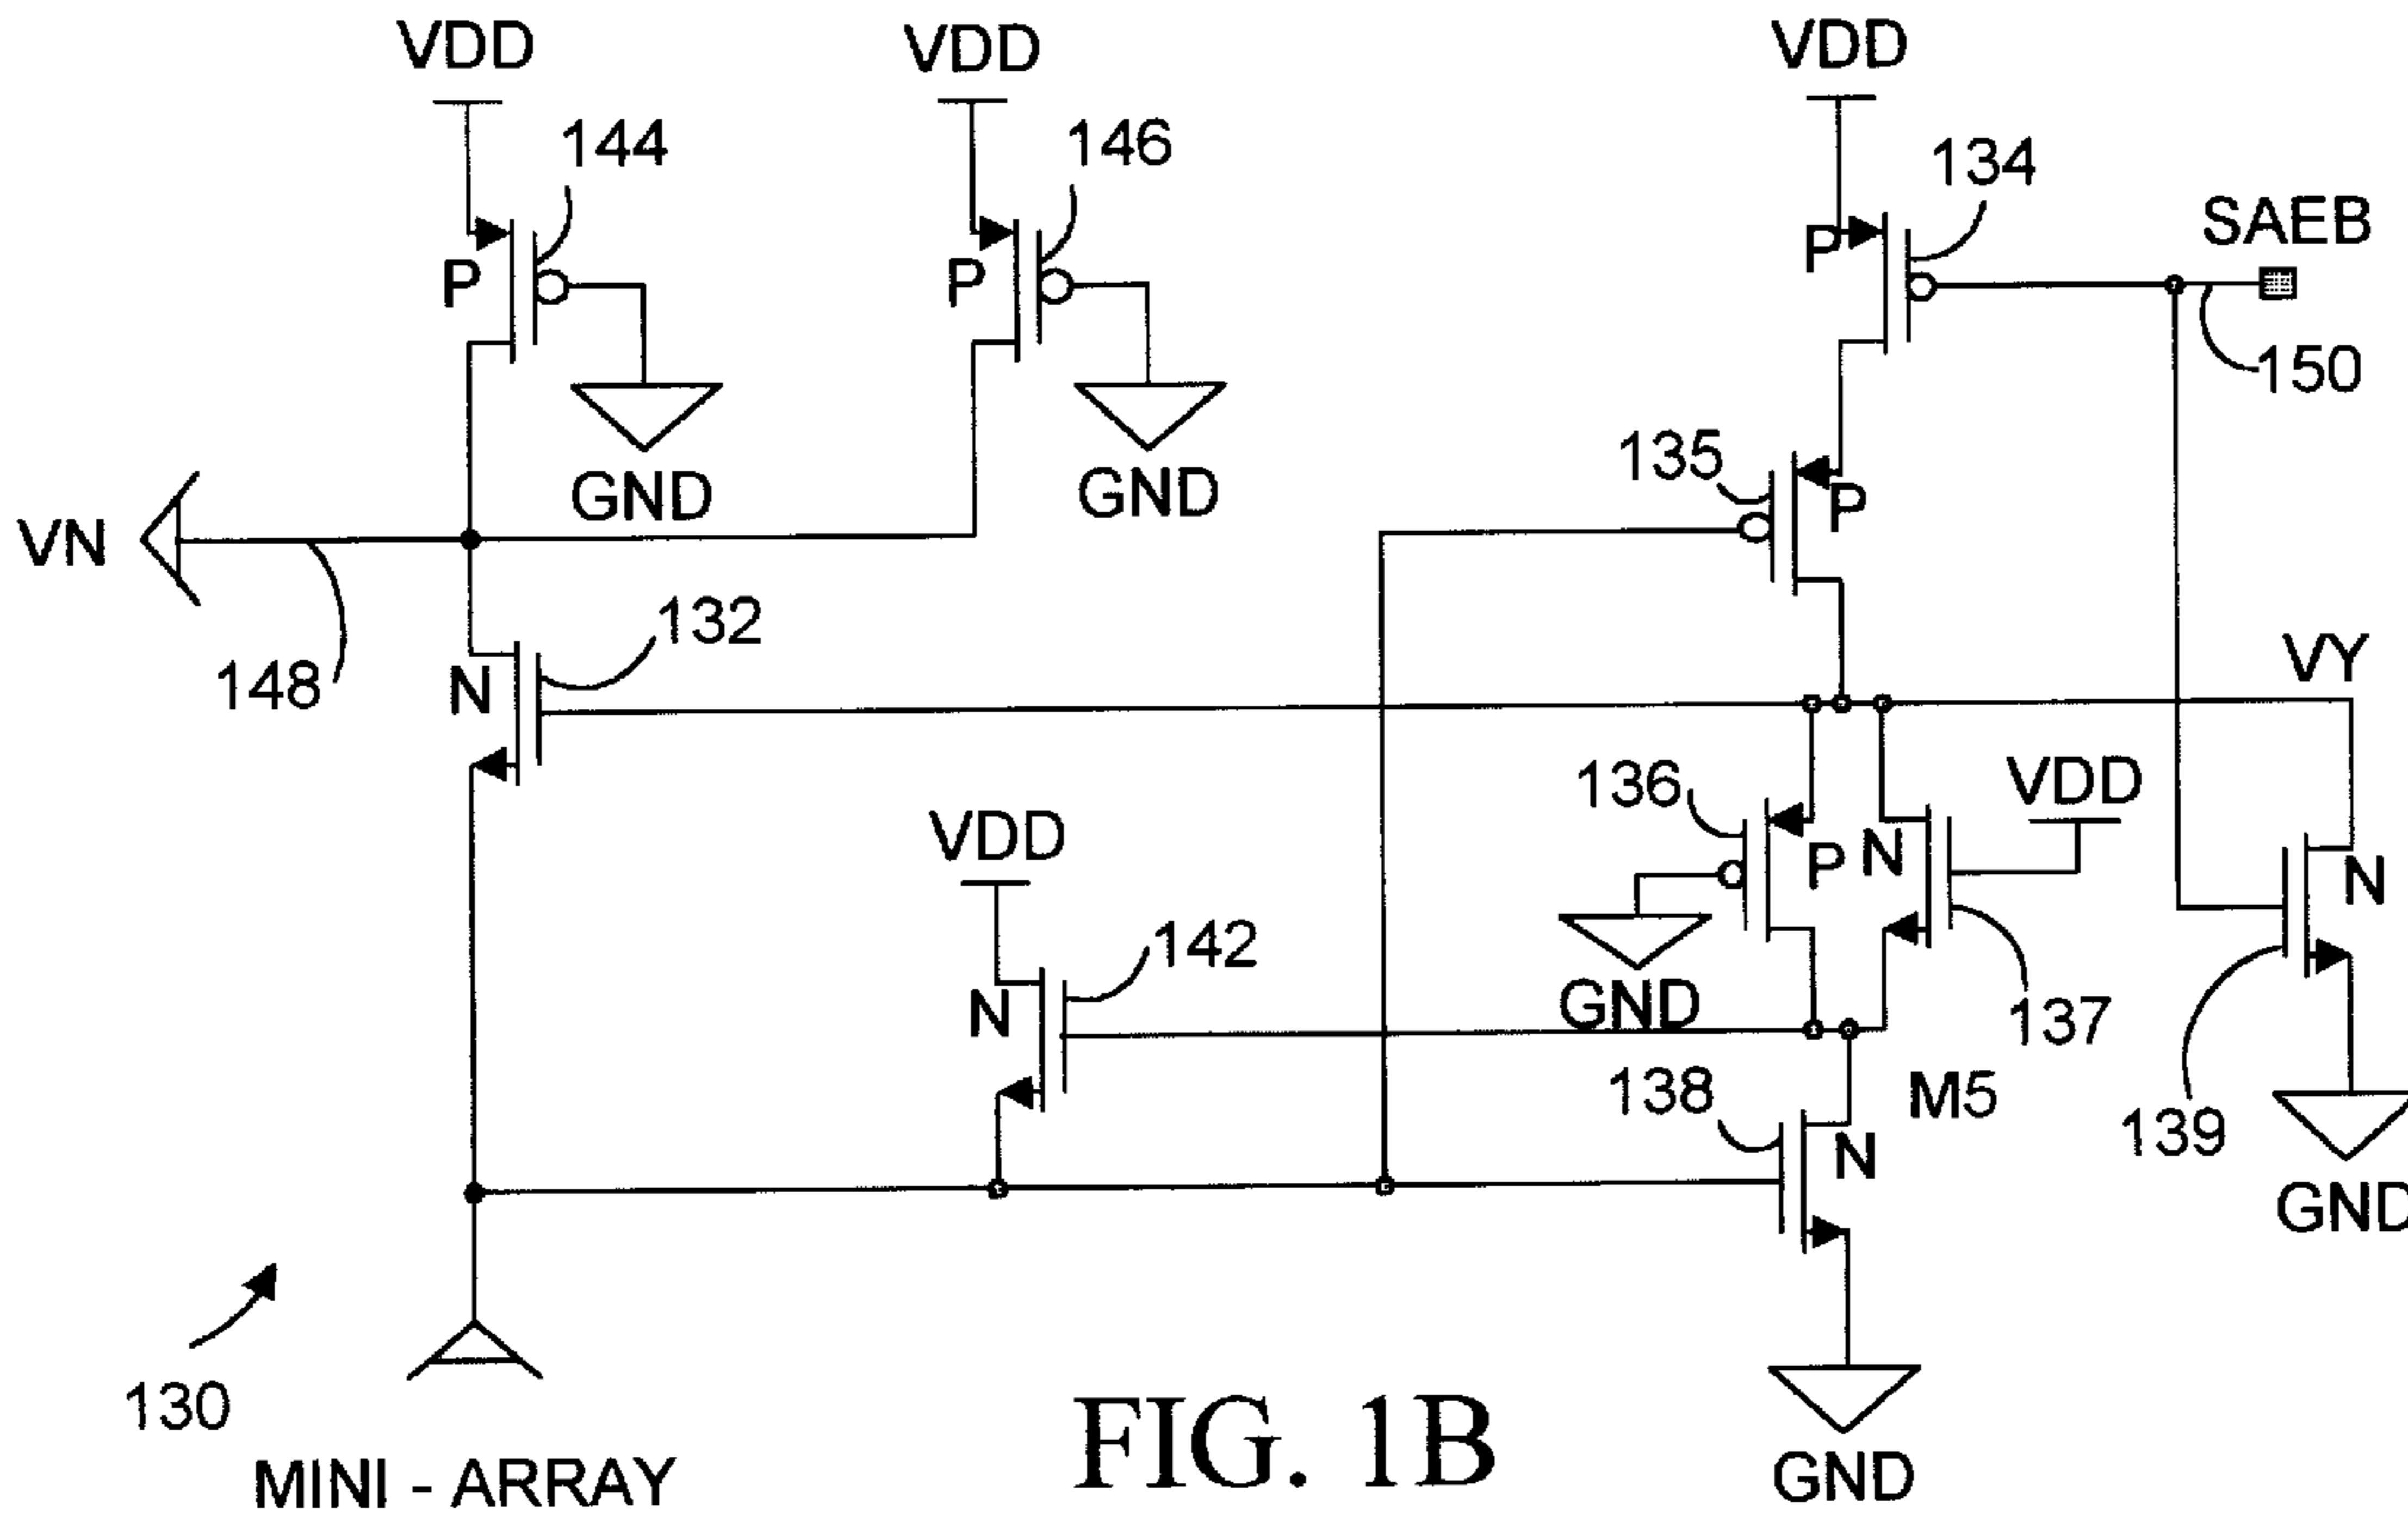 VDD
VDD
VDD
144
146
134
SAEB
P
P
P
150
135
P
GND
GND
VN
132
148
N
VY
136
VDD
P
N
N
VDD
142
N
GND
137
138
M5
139
N
GND
130
FIG. 1B
GND
MINI - ARRAY